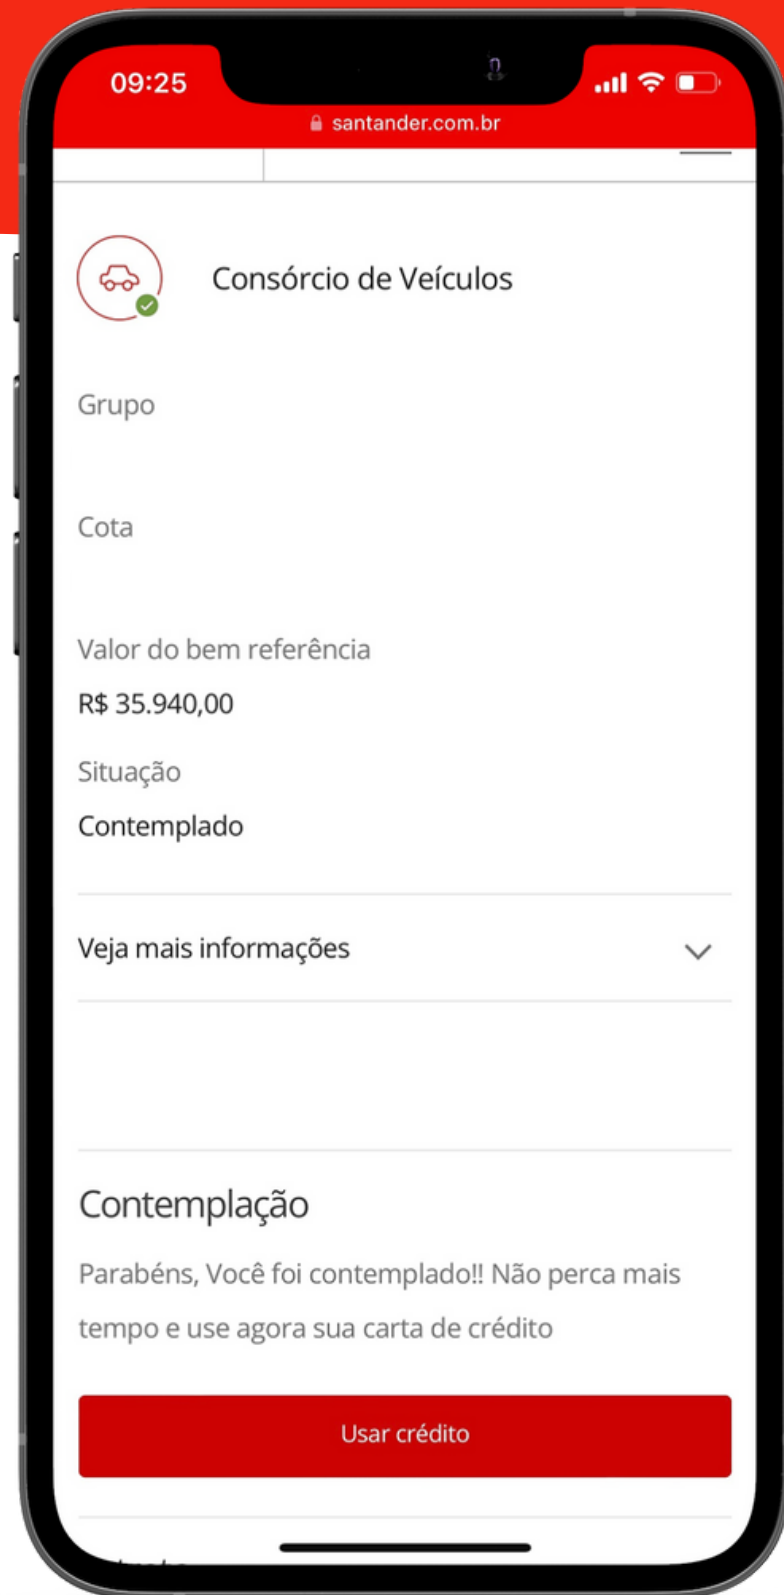 09:25
santander.com.br
Consórcio de Veículos
Grupo
Cota
Valor do bem referência
R$ 35.940,00
Situação
Contemplado
Veja mais informações
Contemplação
Parabéns, Você foi contemplado!! Não perca mais
tempo e use agora sua carta de crédito
Usar crédito